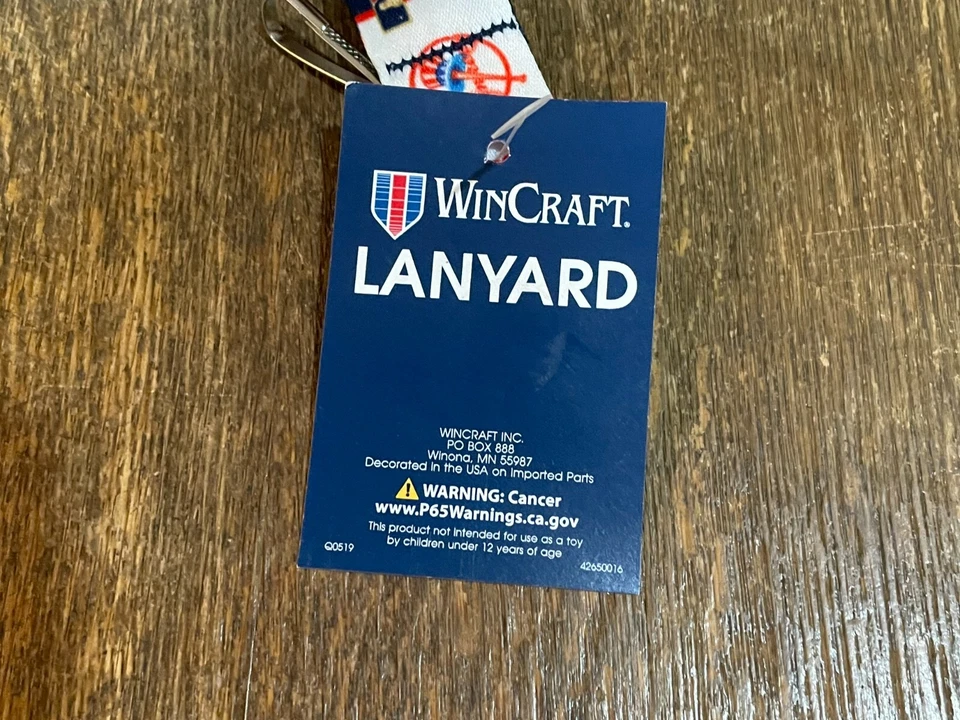 WINCRAFT.
LANYARD
WINCRAFT INC.
PO BOX 888
Winona, MN 55987
Decorated in the USA on Imported Parts
WARNING: Cancer
www.P65Warnings.ca.gov
This product not intended for use as a toy
by children under 12 years of age
Q0519
42650016